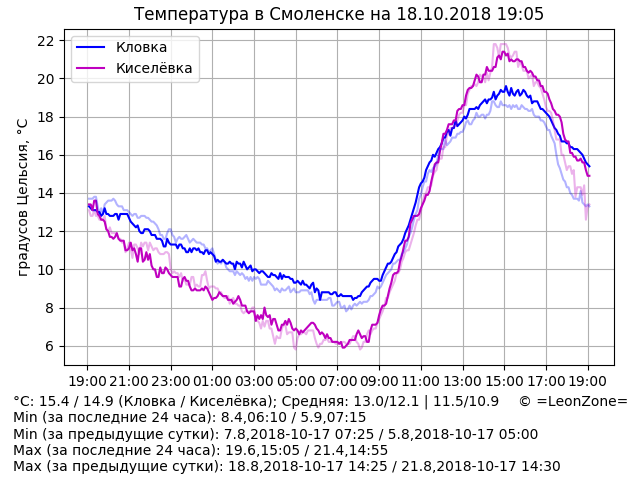 Температура в Смоленске на 18.10.2018 19:05
Кловка
Киселёвка
градусов Цельсия, °C
22
20
18
16
14
12
10
8
6
19:00 21:00 23:00 01:00 03:00 05:00 07:00 09:00 11:00 13:00 15:00 17:00 19:00
°C: 15.4 / 14.9 (Кловка / Киселёвка); Средняя: 13.0/12.1 | 11.5/10.9 © =LeonZone=
Min (за последние 24 часа): 8.4,06:10 / 5.9,07:15
Min (за предыдущие сутки): 7.8,2018-10-17 07:25 / 5.8,2018-10-17 05:00
Max (за последние 24 часа): 19.6,15:05 / 21.4,14:55
Max (за предыдущие сутки): 18.8,2018-10-17 14:25 / 21.8,2018-10-17 14:30